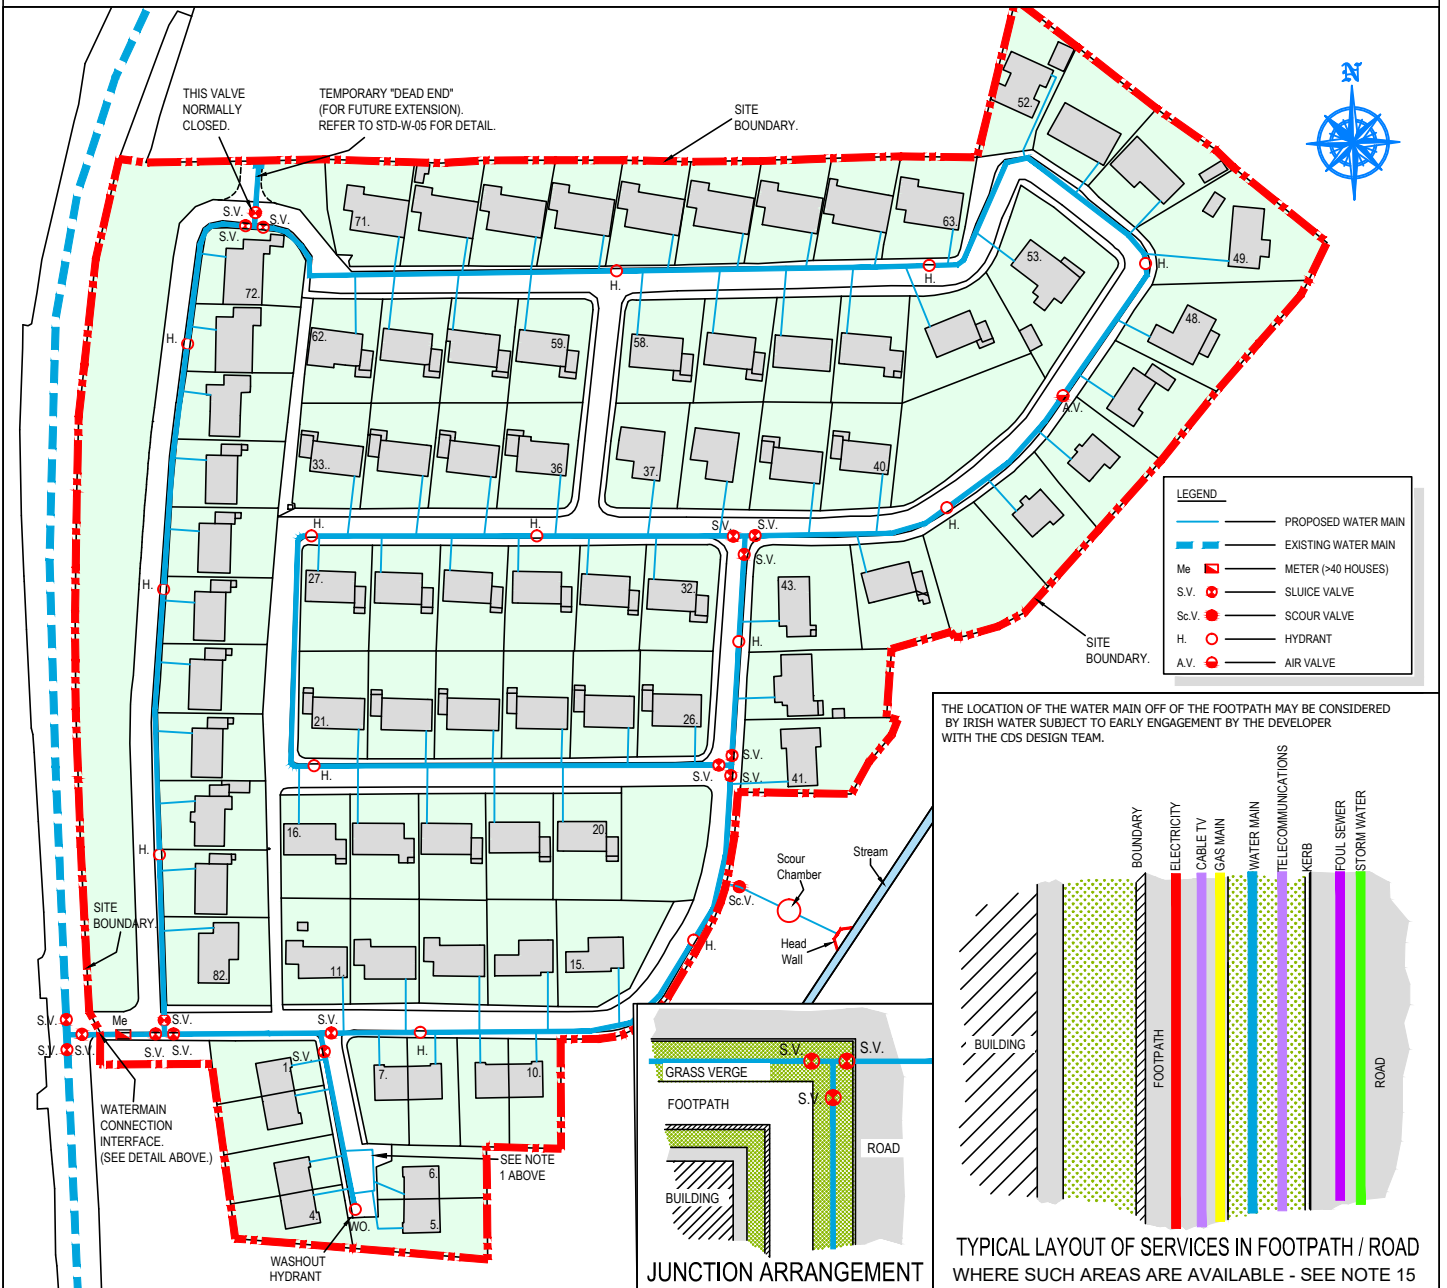 N
THIS VALVE
NORMALLY
CLOSED.
TEMPORARY "DEAD END"
(FOR FUTURE EXTENSION).
REFER TO STD-W-05 FOR DETAIL.
SITE
BOUNDARY.
52.
S.V.
S.V.
S.V.
71.
63.
53.
49.
H.
72.
H.
H.
H.
62.
59.
58.
48.
A.V.
33..
36
37.
40.
H.
H.
H.
S.V.
S.V.
S.V.
H.
27.
32.
43.
H.
SITE
BOUNDARY.
21.
26.
S.V.
S.V.
S.V.
H.
41.
16.
20.
H.
Scour
Chamber
Stream
Sc.V.
Head
Wall
H.
SITE
BOUNDARY.
82.
11.
15.
S.V.
Me
S.V.
S.V.
H.
S.V.
S.V.
S.V.
S.V.
S.V.
1.
7.
10.
WATERMAIN
CONNECTION
INTERFACE.
(SEE DETAIL ABOVE.)
SEE NOTE
1 ABOVE
4.
6.
5.
WO.
WASHOUT
HYDRANT
LEGEND
PROPOSED WATER MAIN
EXISTING WATER MAIN
Me METER (>40 HOUSES)
S.V. SLUICE VALVE
Sc.V. SCOUR VALVE
H. HYDRANT
A.V. AIR VALVE
THE LOCATION OF THE WATER MAIN OFF OF THE FOOTPATH MAY BE CONSIDERED
BY IRISH WATER SUBJECT TO EARLY ENGAGEMENT BY THE DEVELOPER
WITH THE CDS DESIGN TEAM.
BOUNDARY
ELECTRICITY
CABLE TV
GAS MAIN
WATER MAIN
TELECOMMUNICATIONS
KERB
FOUL SEWER
STORM WATER
BUILDING
FOOTPATH
ROAD
TYPICAL LAYOUT OF SERVICES IN FOOTPATH / ROAD
WHERE SUCH AREAS ARE AVAILABLE - SEE NOTE 15
S.V.
S.V.
GRASS VERGE
S.V.
FOOTPATH
ROAD
BUILDING
JUNCTION ARRANGEMENT